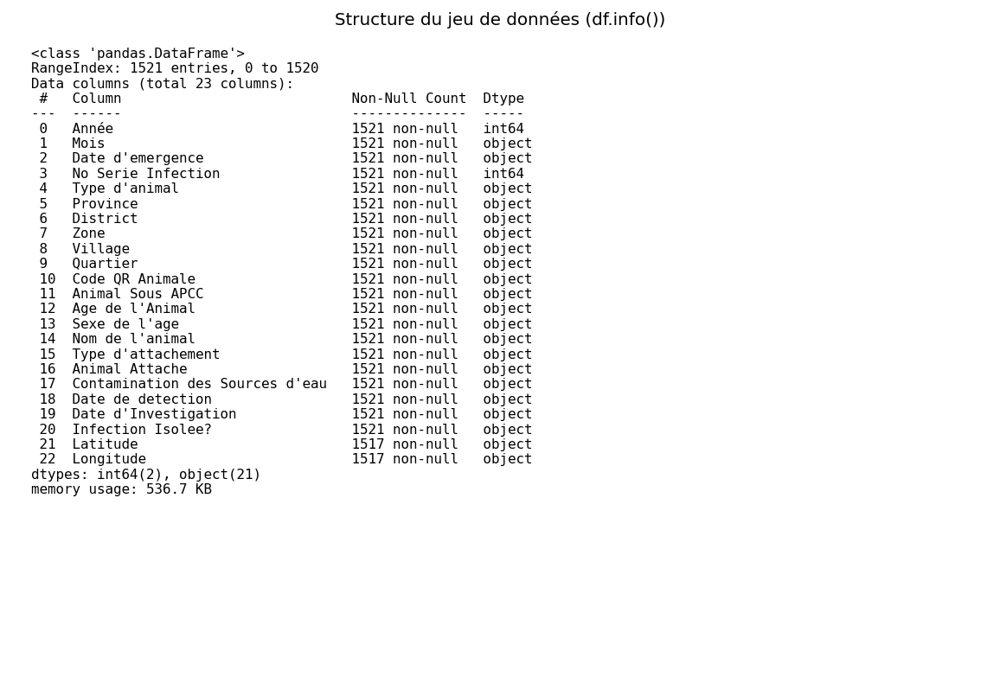 Structure du jeu de données (df.info())
<class 'pandas.DataFrame'>
RangeIndex: 1521 entries, 0 to 1520
Data columns (total 23 columns):
 #   Column                            Non-Null Count  Dtype
---  ------                            --------------  -----
 0   Année                             1521 non-null   int64
 1   Mois                              1521 non-null   object
 2   Date d'emergence                  1521 non-null   object
 3   No Serie Infection                1521 non-null   int64
 4   Type d'animal                     1521 non-null   object
 5   Province                          1521 non-null   object
 6   District                          1521 non-null   object
 7   Zone                              1521 non-null   object
 8   Village                           1521 non-null   object
 9   Quartier                          1521 non-null   object
 10  Code QR Animale                   1521 non-null   object
 11  Animal Sous APCC                  1521 non-null   object
 12  Age de l'Animal                   1521 non-null   object
 13  Sexe de l'age                     1521 non-null   object
 14  Nom de l'animal                   1521 non-null   object
 15  Type d'attachement                1521 non-null   object
 16  Animal Attache                    1521 non-null   object
 17  Contamination des Sources d'eau   1521 non-null   object
 18  Date de detection                 1521 non-null   object
 19  Date d'Investigation              1521 non-null   object
 20  Infection Isolee?                 1521 non-null   object
 21  Latitude                          1517 non-null   object
 22  Longitude                         1517 non-null   object
dtypes: int64(2), object(21)
memory usage: 536.7 KB